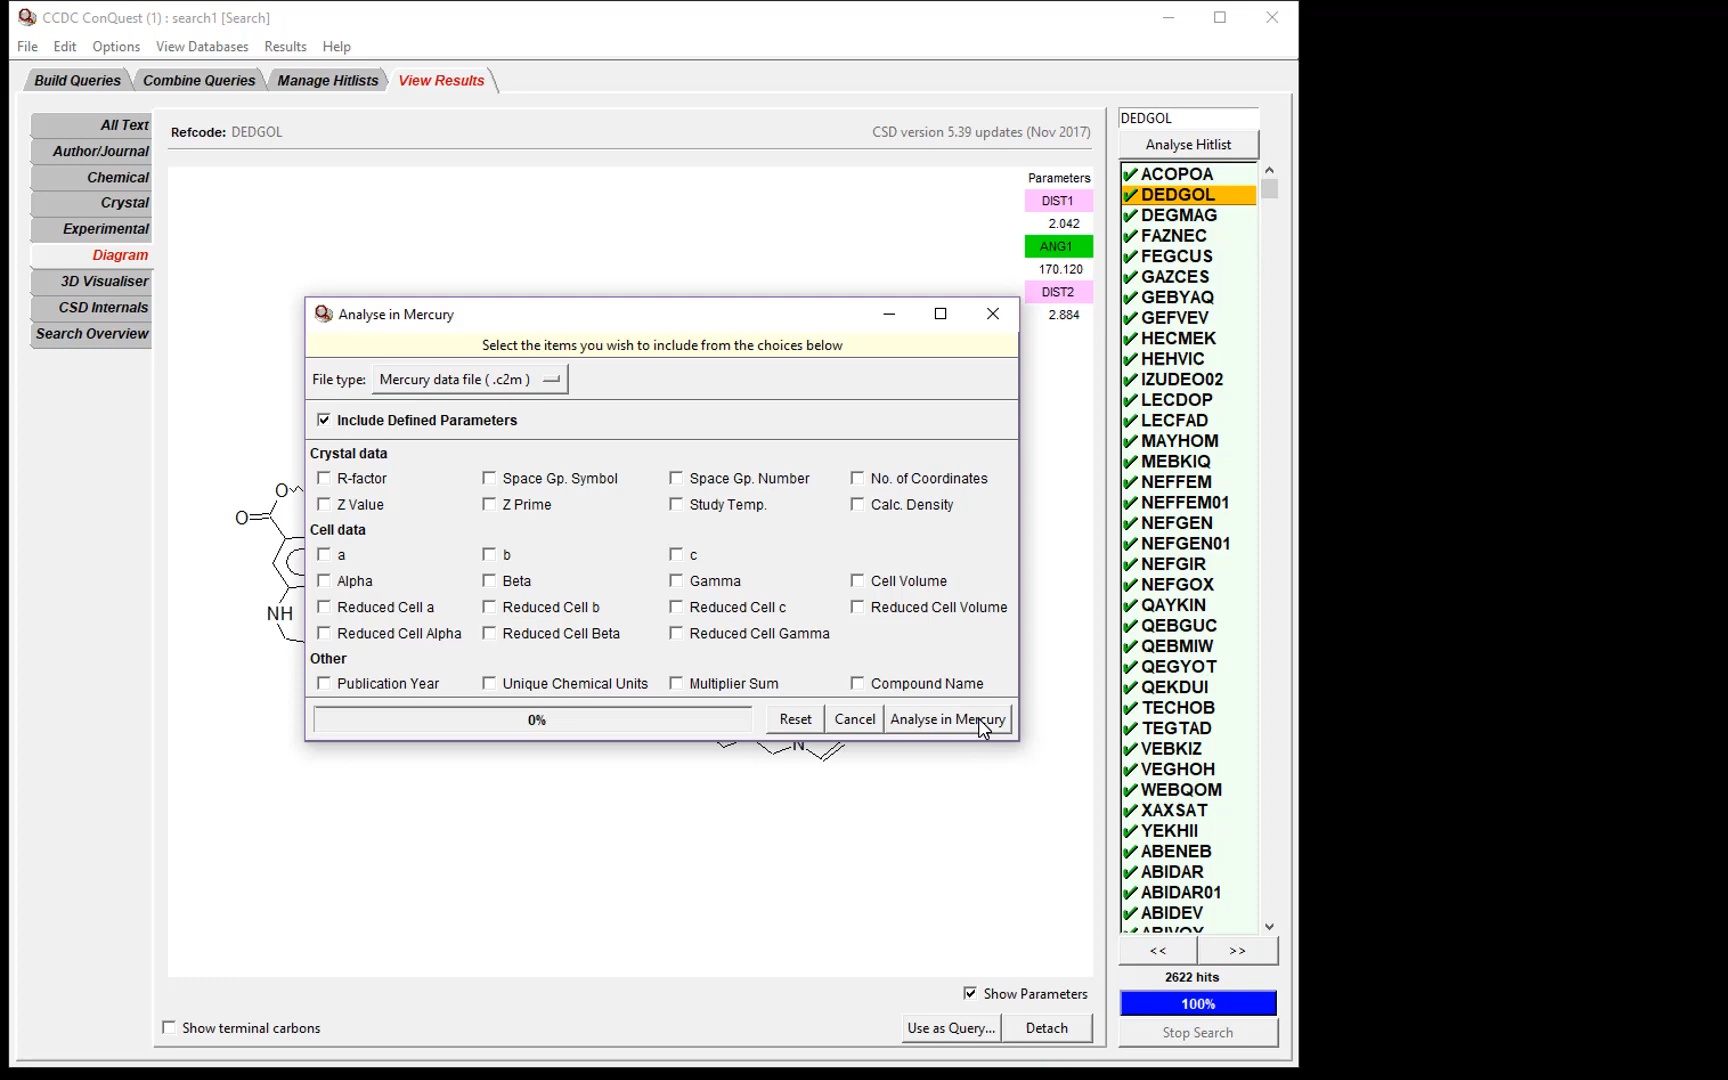 CCDC ConQuest (1) : search1 [Search]
File Edit Options View Databases Results Help
Build Queries Combine Queries Manage Hitlists View Results
All Text
Author/Journal
Chemical
Crystal
Experimental
Diagram
3D Visualiser
CSD Internals
Search Overview
Refcode: DEDGOL CSD version 5.39 updates (Nov 2017)
Parameters
DIST1
2.042
ANG1
170.120
DIST2
2.884
O
O
NH
N
Analyse in Mercury
Select the items you wish to include from the choices below
File type: Mercury data file ( .c2m )
Include Defined Parameters
Crystal data
R-factor Space Gp. Symbol Space Gp. Number No. of Coordinates
Z Value Z Prime Study Temp. Calc. Density
Cell data
a b c
Alpha Beta Gamma Cell Volume
Reduced Cell a Reduced Cell b Reduced Cell c Reduced Cell Volume
Reduced Cell Alpha Reduced Cell Beta Reduced Cell Gamma
Other
Publication Year Unique Chemical Units Multiplier Sum Compound Name
0% Reset Cancel Analyse in Mercury
Show Parameters
Show terminal carbons Use as Query... Detach
DEDGOL
Analyse Hitlist
ACOPOA
DEDGOL
DEGMAG
FAZNEC
FEGCUS
GAZCES
GEBYAQ
GEFVEV
HECMEK
HEHVIC
IZUDEO02
LECDOP
LECFAD
MAYHOM
MEBKIQ
NEFFEM
NEFFEM01
NEFGEN
NEFGEN01
NEFGIR
NEFGOX
QAYKIN
QEBGUC
QEBMIW
QEGYOT
QEKDUI
TECHOB
TEGTAD
VEBKIZ
VEGHOH
WEBQOM
XAXSAT
YEKHII
ABENEB
ABIDAR
ABIDAR01
ABIDEV
<< >>
2622 hits
100%
Stop Search